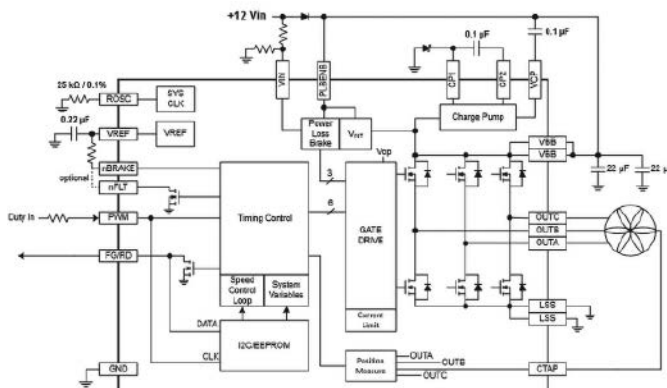 +12 Vin
0.1 µF
0.1 µF
25 kΩ / 0.1%
ROSC
SYS
CLK
VIN
PLBENB
CP1
CP2
VCP
0.22 µF
VREF
VREF
Power
Loss
Brake
VINT
Charge Pump
VBB
VBB
nBRAKE
optional
nFLT
Vcp
3
22 µF
22 µ
Duty In
PWM
Timing Control
6
GATE
DRIVE
OUTC
OUTB
OUTA
FG/RD
Speed
Control
Loop
System
Variables
Current
Limit
LSS
LSS
DATA
I2C/EEPROM
CLK
Position
Measure
OUTA
OUTB
OUTC
GND
CTAP